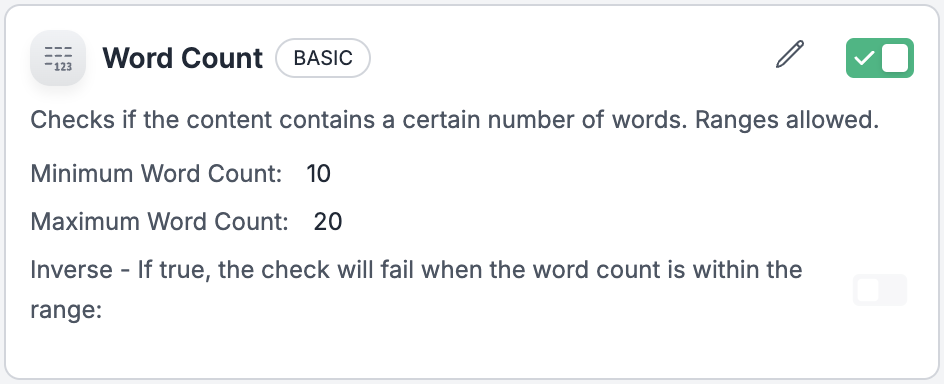 123
Word Count
BASIC
Checks if the content contains a certain number of words. Ranges allowed.
Minimum Word Count: 10
Maximum Word Count: 20
Inverse - If true, the check will fail when the word count is within the
range: